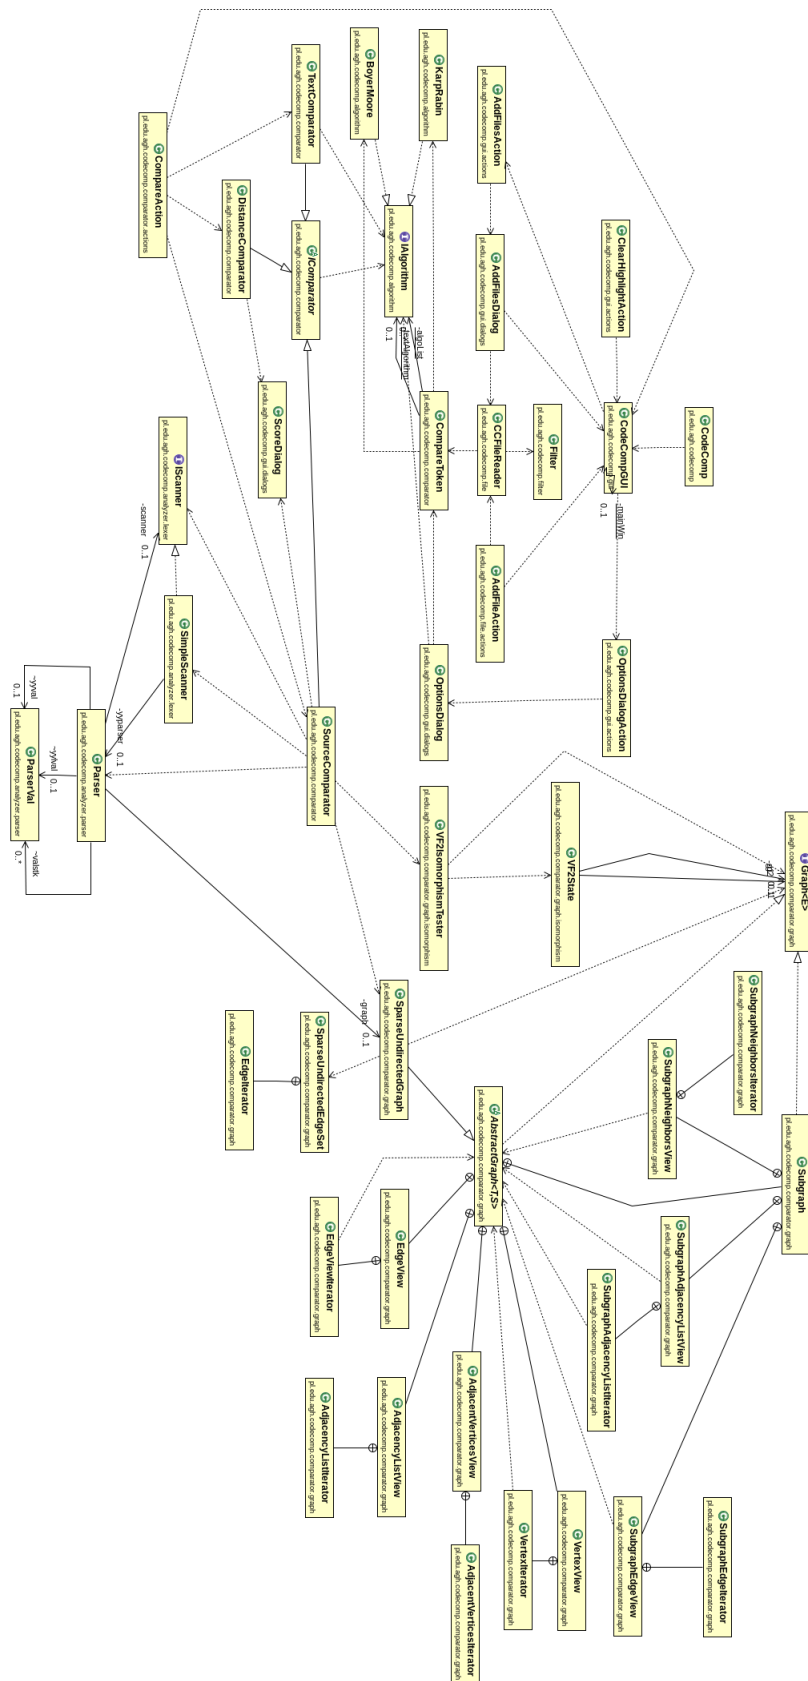 CodeComp
pl.edu.agh.codecomp
ClearHighlightAction
pl.edu.agh.codecomp.gui.actions
CodeCompGUI
pl.edu.agh.codecomp.gui
-mainWin
0..1
OptionsDialogAction
pl.edu.agh.codecomp.gui.actions
Filter
pl.edu.agh.codecomp.filter
AddFilesAction
pl.edu.agh.codecomp.gui.actions
AddFilesDialog
pl.edu.agh.codecomp.gui.dialogs
CCFileReader
pl.edu.agh.codecomp.file
AddFileAction
pl.edu.agh.codecomp.file.actions
KarpRabin
pl.edu.agh.codecomp.algorithm
CompareToken
pl.edu.agh.codecomp.comparator
OptionsDialog
pl.edu.agh.codecomp.gui.dialogs
-algoList
-textAlgorithm
0..1
IAlgorithm
pl.edu.agh.codecomp.algorithm
BoyerMoore
pl.edu.agh.codecomp.algorithm
TextComparator
pl.edu.agh.codecomp.comparator
IComparator
pl.edu.agh.codecomp.comparator
SourceComparator
pl.edu.agh.codecomp.comparator
ScoreDialog
pl.edu.agh.codecomp.gui.dialogs
DistanceComparator
pl.edu.agh.codecomp.comparator
CompareAction
pl.edu.agh.codecomp.comparator.actions
IScanner
pl.edu.agh.codecomp.analyzer.lexer
-scanner 0..1
SimpleScanner
pl.edu.agh.codecomp.analyzer.lexer
-yyparser 0..1
Parser
pl.edu.agh.codecomp.analyzer.parser
~yyval
0..1
~yylval
0..1
~valstk
0..*
ParserVal
pl.edu.agh.codecomp.analyzer.parser
Graph<E>
pl.edu.agh.codecomp.comparator.graph
VF2State
pl.edu.agh.codecomp.comparator.graph.isomorphism
VF2IsomorphismTester
pl.edu.agh.codecomp.comparator.graph.isomorphism
SparseUndirectedGraph
pl.edu.agh.codecomp.comparator.graph
-graph 0..1
SparseUndirectedEdgeSet
pl.edu.agh.codecomp.comparator.graph
EdgeIterator
pl.edu.agh.codecomp.comparator.graph
SubgraphNeighborsIterator
pl.edu.agh.codecomp.comparator.graph
SubgraphNeighborsView
pl.edu.agh.codecomp.comparator.graph
Subgraph
pl.edu.agh.codecomp.comparator.graph
AbstractGraph<T,S>
pl.edu.agh.codecomp.comparator.graph
EdgeView
pl.edu.agh.codecomp.comparator.graph
EdgeViewIterator
pl.edu.agh.codecomp.comparator.graph
SubgraphAdjacencyListView
pl.edu.agh.codecomp.comparator.graph
SubgraphAdjacencyListIterator
pl.edu.agh.codecomp.comparator.graph
AdjacentVerticesView
pl.edu.agh.codecomp.comparator.graph
AdjacencyListView
pl.edu.agh.codecomp.comparator.graph
AdjacencyListIterator
pl.edu.agh.codecomp.comparator.graph
SubgraphEdgeIterator
pl.edu.agh.codecomp.comparator.graph
SubgraphEdgeView
pl.edu.agh.codecomp.comparator.graph
VertexView
pl.edu.agh.codecomp.comparator.graph
VertexIterator
pl.edu.agh.codecomp.comparator.graph
AdjacentVerticesIterator
pl.edu.agh.codecomp.comparator.graph